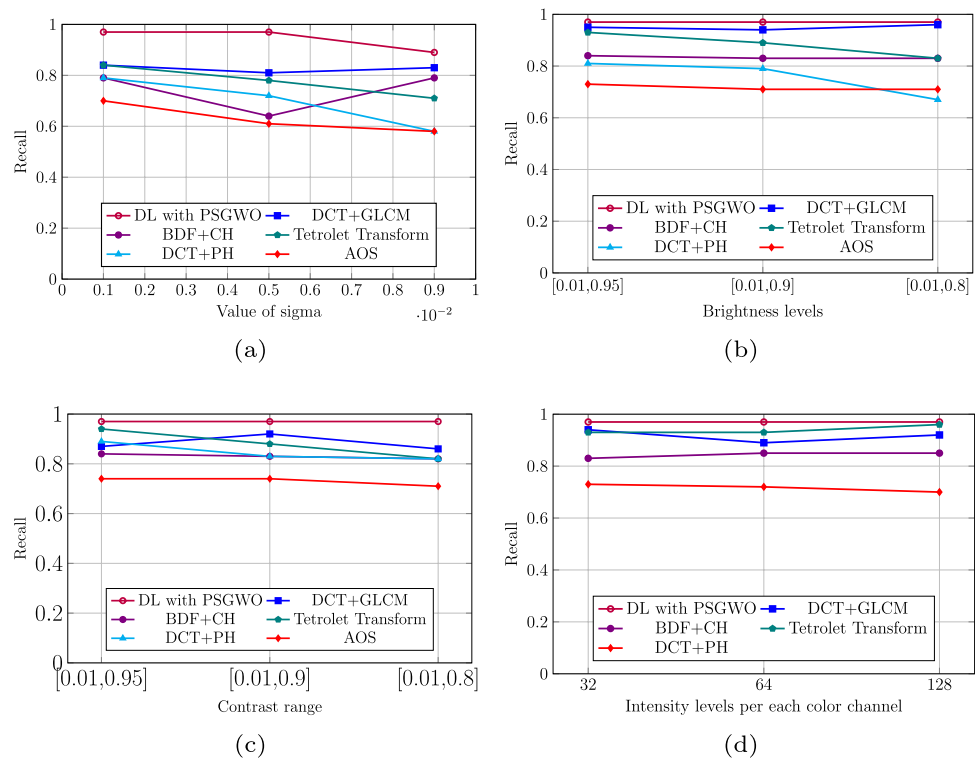 1
0.8
0.6
0.4
0.2
0
Recall
DL with PSGWO DCT+GLCM
BDF+CH Tetrolet Transform
DCT+PH AOS
0 0.1 0.2 0.3 0.4 0.5 0.6 0.7 0.8 0.9 1
Value of sigma
·10⁻²
(a)
1
0.8
0.6
0.4
0.2
0
Recall
DL with PSGWO DCT+GLCM
BDF+CH Tetrolet Transform
DCT+PH AOS
[0.01,0.95] [0.01,0.9] [0.01,0.8]
Brightness levels
(b)
1
0.8
0.6
0.4
0.2
0
Recall
DL with PSGWO DCT+GLCM
BDF+CH Tetrolet Transform
DCT+PH AOS
[0.01,0.95] [0.01,0.9] [0.01,0.8]
Contrast range
(c)
1
0.8
0.6
0.4
0.2
0
Recall
DL with PSGWO DCT+GLCM
BDF+CH Tetrolet Transform
DCT+PH
32 64 128
Intensity levels per each color channel
(d)